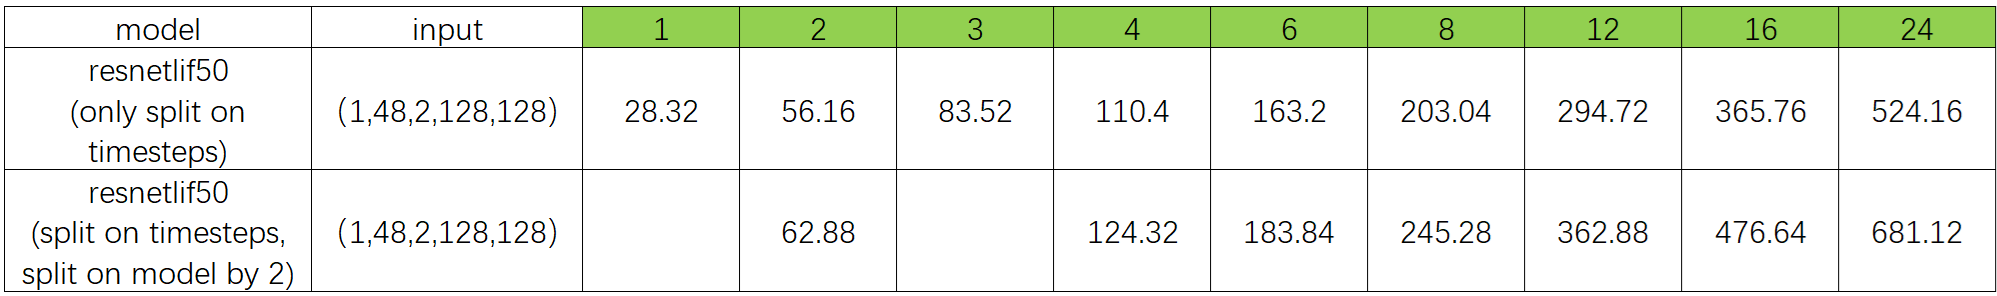 model input 1 2 3 4 6 8 12 16 24
resnetlif50
(only split on
timesteps)
(1,48,2,128,128) 28.32 56.16 83.52 110.4 163.2 203.04 294.72 365.76 524.16
resnetlif50
(split on timesteps,
split on model by 2)
(1,48,2,128,128) 62.88 124.32 183.84 245.28 362.88 476.64 681.12